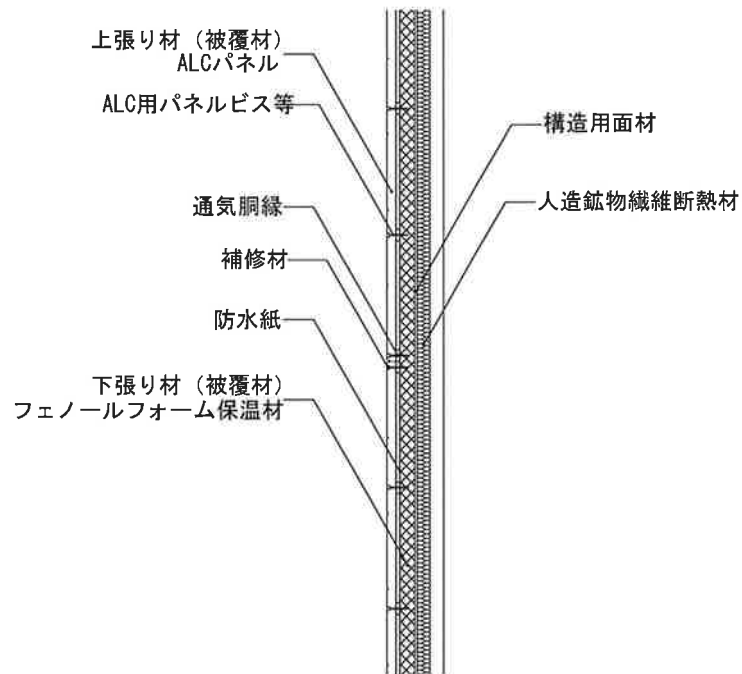 上張り材（被覆材）
ALCパネル
ALC用パネルビス等
通気胴縁
補修材
防水紙
下張り材（被覆材）
フェノールフォーム保温材
構造用面材
人造鉱物繊維断熱材